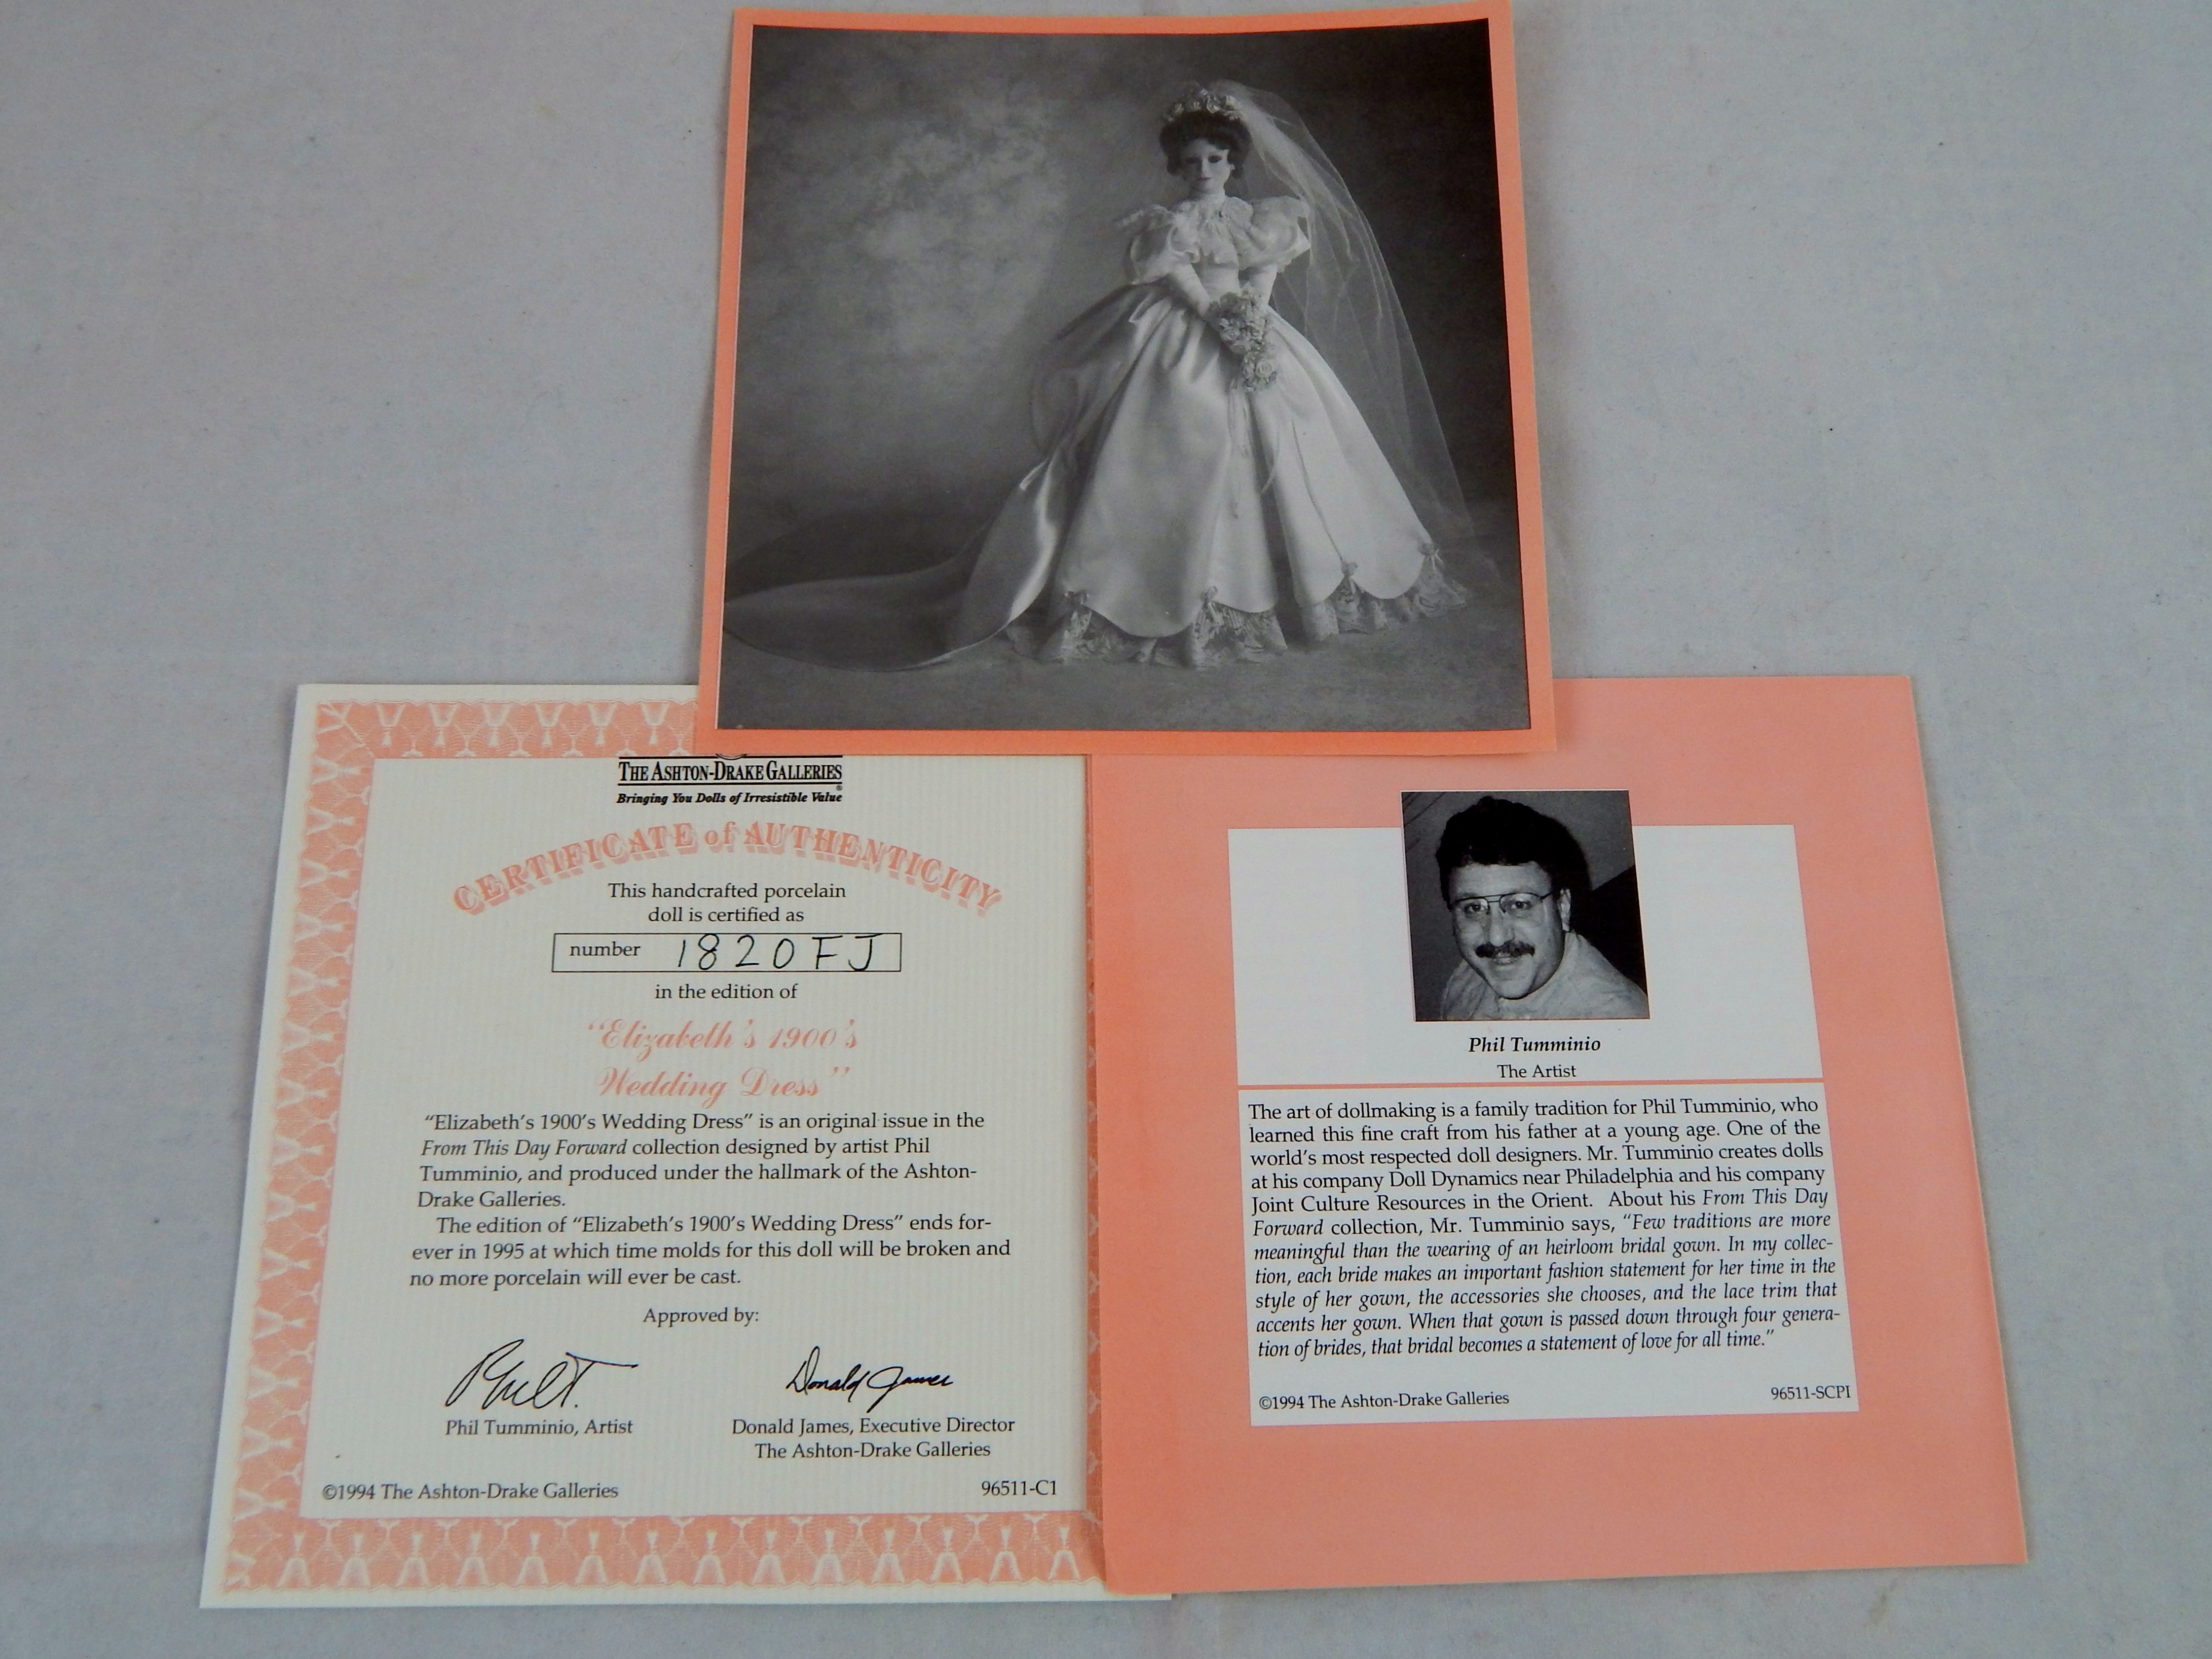 THE ASHTON-DRAKE GALLERIES
Bringing You Dolls of Irresistible Value®
CERTIFICATE of AUTHENTICITY
This handcrafted porcelain
doll is certified as
number 1820FJ
in the edition of
“Elizabeth's 1900's
Wedding Dress”
“Elizabeth's 1900's Wedding Dress” is an original issue in the
From This Day Forward collection designed by artist Phil
Tumminio, and produced under the hallmark of the Ashton-
Drake Galleries.
The edition of “Elizabeth's 1900's Wedding Dress” ends for-
ever in 1995 at which time molds for this doll will be broken and
no more porcelain will ever be cast.
Approved by:
Phil T.
Phil Tumminio, Artist
Donald James
Donald James, Executive Director
The Ashton-Drake Galleries
©1994 The Ashton-Drake Galleries
96511-C1
Phil Tumminio
The Artist
The art of dollmaking is a family tradition for Phil Tumminio, who
learned this fine craft from his father at a young age. One of the
world's most respected doll designers. Mr. Tumminio creates dolls
at his company Doll Dynamics near Philadelphia and his company
Joint Culture Resources in the Orient. About his From This Day
Forward collection, Mr. Tumminio says, “Few traditions are more
meaningful than the wearing of an heirloom bridal gown. In my collec-
tion, each bride makes an important fashion statement for her time in the
style of her gown, the accessories she chooses, and the lace trim that
accents her gown. When that gown is passed down through four genera-
tion of brides, that bridal becomes a statement of love for all time.”
©1994 The Ashton-Drake Galleries
96511-SCPI